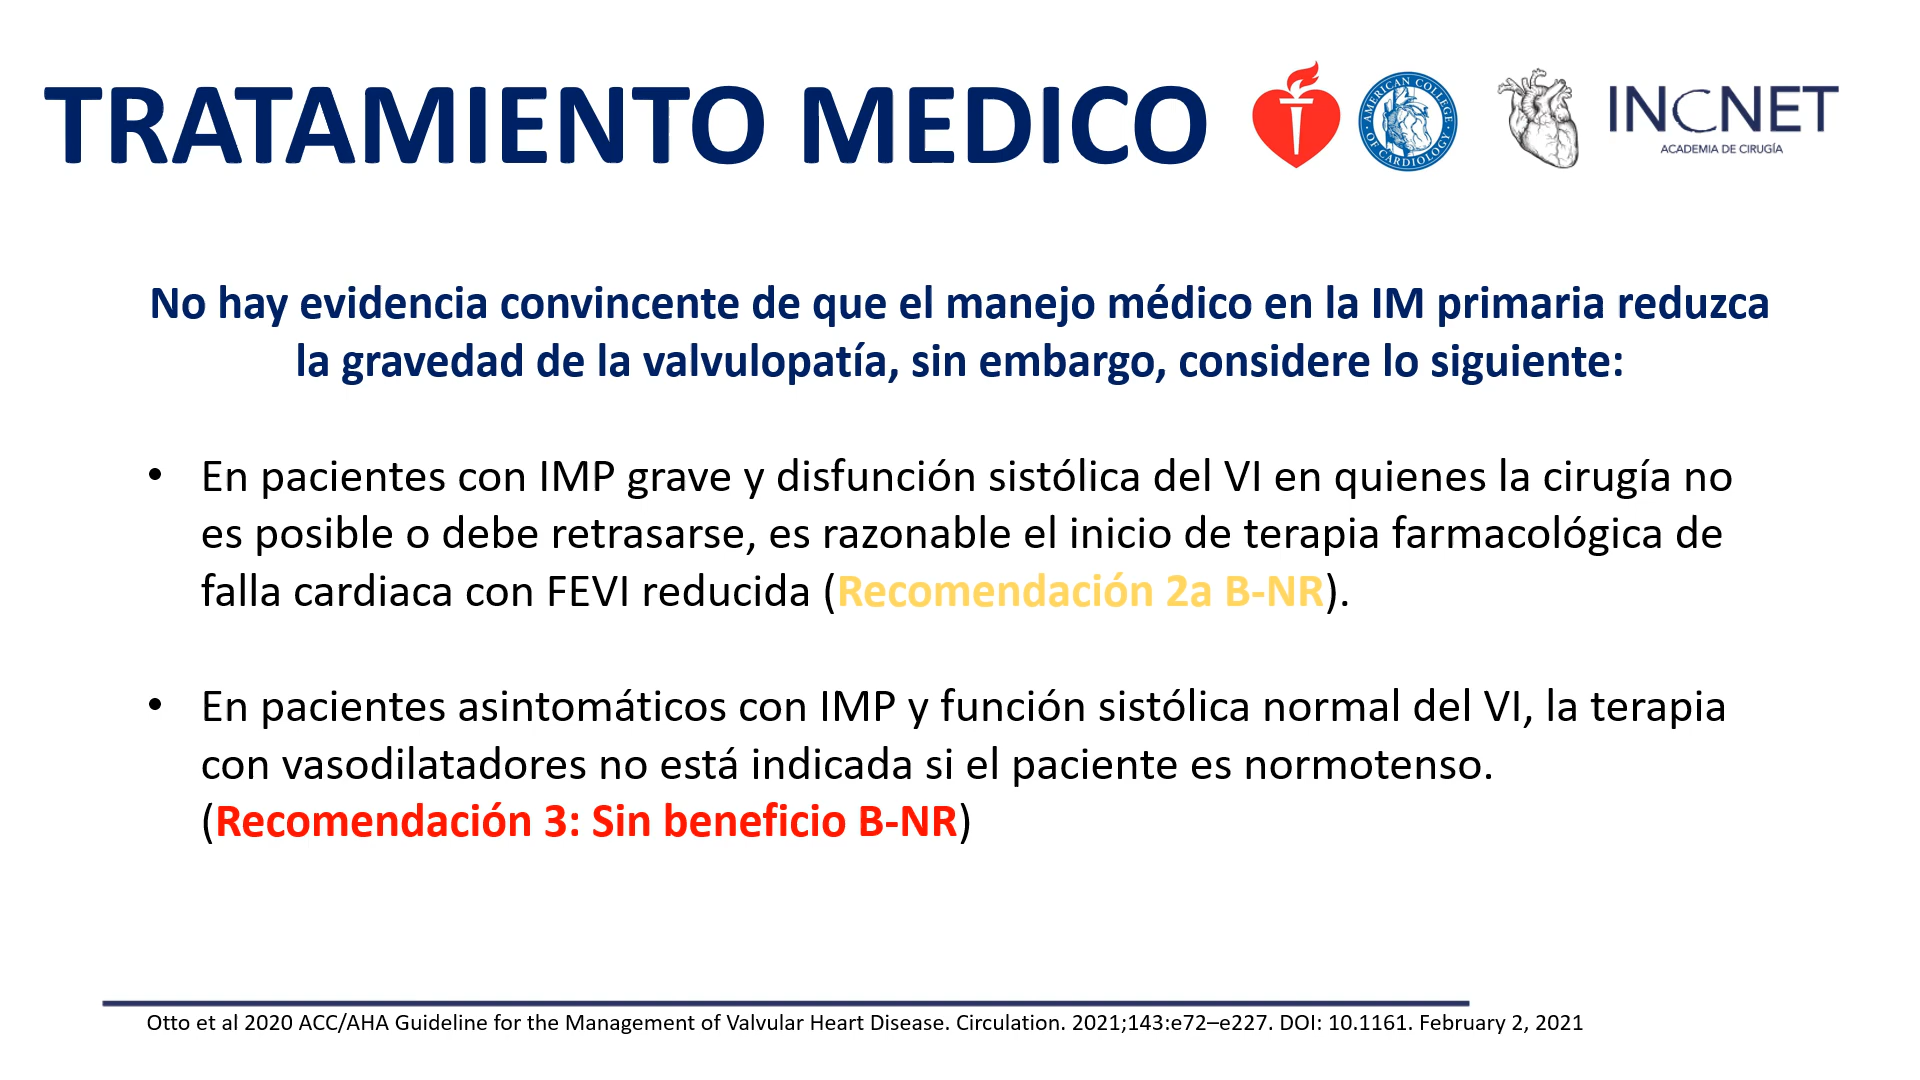 TRATAMIENTO MEDICO
AMERICAN COLLEGE OF CARDIOLOGY
INCNET
ACADEMIA DE CIRUGÍA
No hay evidencia convincente de que el manejo médico en la IM primaria reduzca
la gravedad de la valvulopatía, sin embargo, considere lo siguiente:
• En pacientes con IMP grave y disfunción sistólica del VI en quienes la cirugía no
es posible o debe retrasarse, es razonable el inicio de terapia farmacológica de
falla cardiaca con FEVI reducida (Recomendación 2a B-NR).
• En pacientes asintomáticos con IMP y función sistólica normal del VI, la terapia
con vasodilatadores no está indicada si el paciente es normotenso.
(Recomendación 3: Sin beneficio B-NR)
Otto et al 2020 ACC/AHA Guideline for the Management of Valvular Heart Disease. Circulation. 2021;143:e72–e227. DOI: 10.1161. February 2, 2021